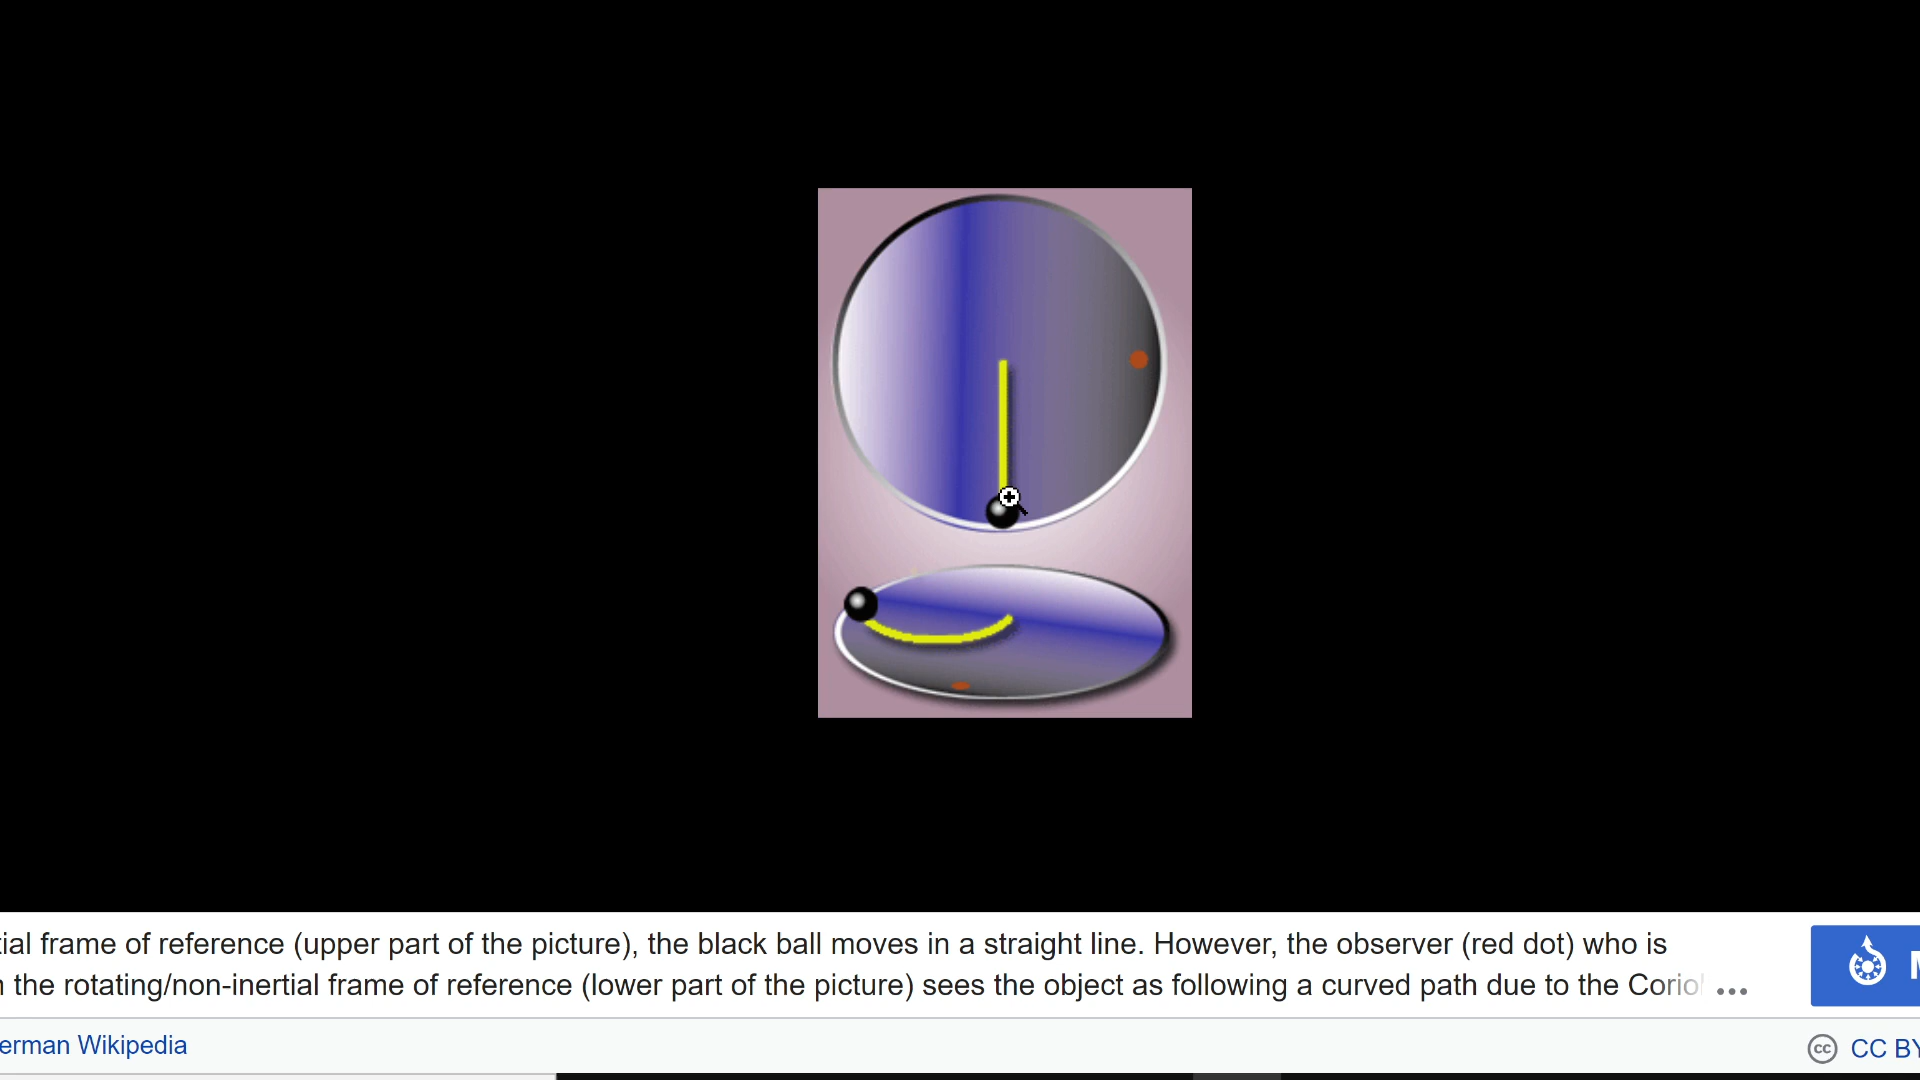 tial frame of reference (upper part of the picture), the black ball moves in a straight line. However, the observer (red dot) who is
the rotating/non-inertial frame of reference (lower part of the picture) sees the object as following a curved path due to the Corio ...
erman Wikipedia
cc CC BY